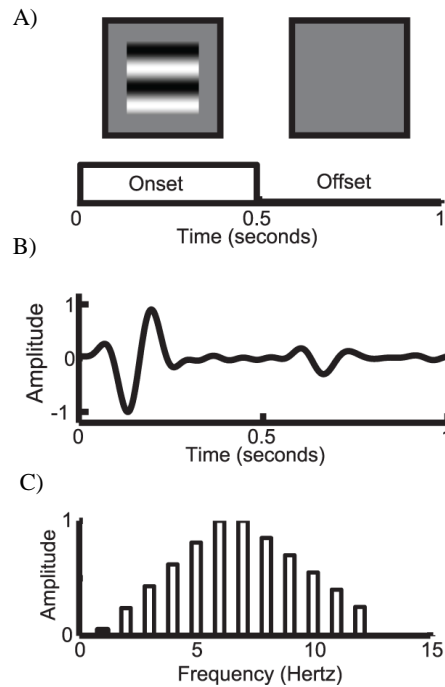 A)
Onset
Offset
0
0.5
1
Time (seconds)
B)
1
0
-1
Amplitude
0
0.5
1
Time (seconds)
C)
1
0
Amplitude
0
5
10
15
Frequency (Hertz)